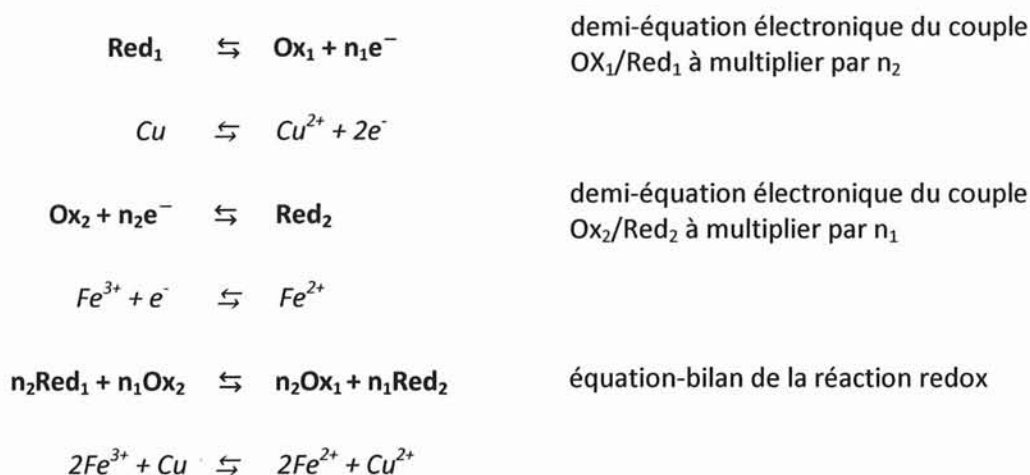 Red₁ ⇆ Ox₁ + n₁e⁻ demi-équation électronique du couple
OX₁/Red₁ à multiplier par n₂
Cu ⇆ Cu²⁺ + 2e⁻
Ox₂ + n₂e⁻ ⇆ Red₂ demi-équation électronique du couple
Ox₂/Red₂ à multiplier par n₁
Fe³⁺ + e⁻ ⇆ Fe²⁺
n₂Red₁ + n₁Ox₂ ⇆ n₂Ox₁ + n₁Red₂ équation-bilan de la réaction redox
2Fe³⁺ + Cu ⇆ 2Fe²⁺ + Cu²⁺